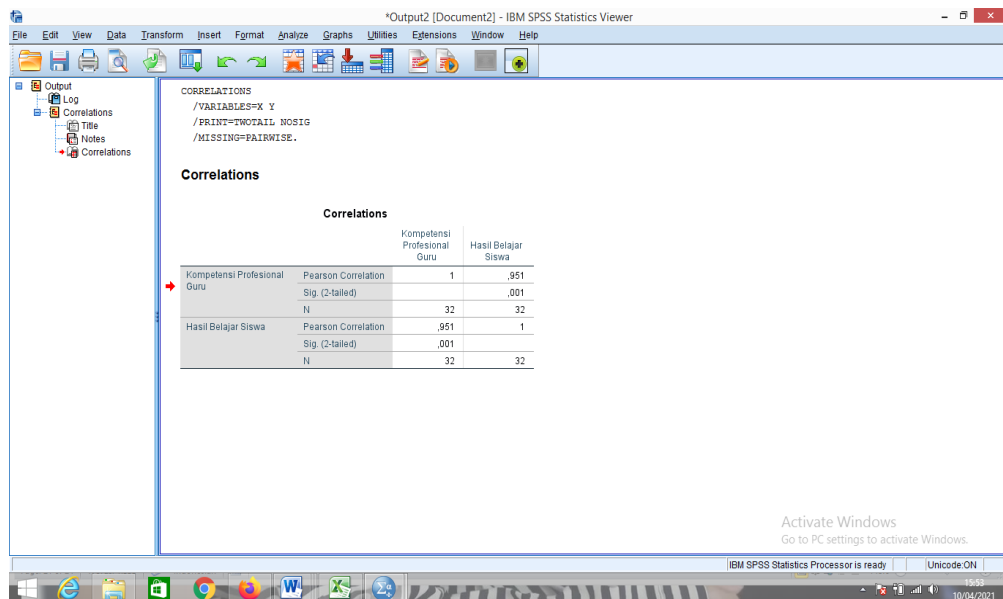 *Output2 [Document2] - IBM SPSS Statistics Viewer
File Edit View Data Transform Insert Format Analyze Graphs Utilities Extensions Window Help
Output
Log
Correlations
Title
Notes
Correlations
CORRELATIONS
/VARIABLES=X Y
/PRINT=TWOTAIL NOSIG
/MISSING=PAIRWISE.
Correlations
Correlations
Kompetensi Profesional Guru Hasil Belajar Siswa
Kompetensi Profesional Guru Pearson Correlation 1 ,951
Sig. (2-tailed) ,001
N 32 32
Hasil Belajar Siswa Pearson Correlation ,951 1
Sig. (2-tailed) ,001
N 32 32
Activate Windows
Go to PC settings to activate Windows.
IBM SPSS Statistics Processor is ready Unicode:ON
15:53
10/04/2021